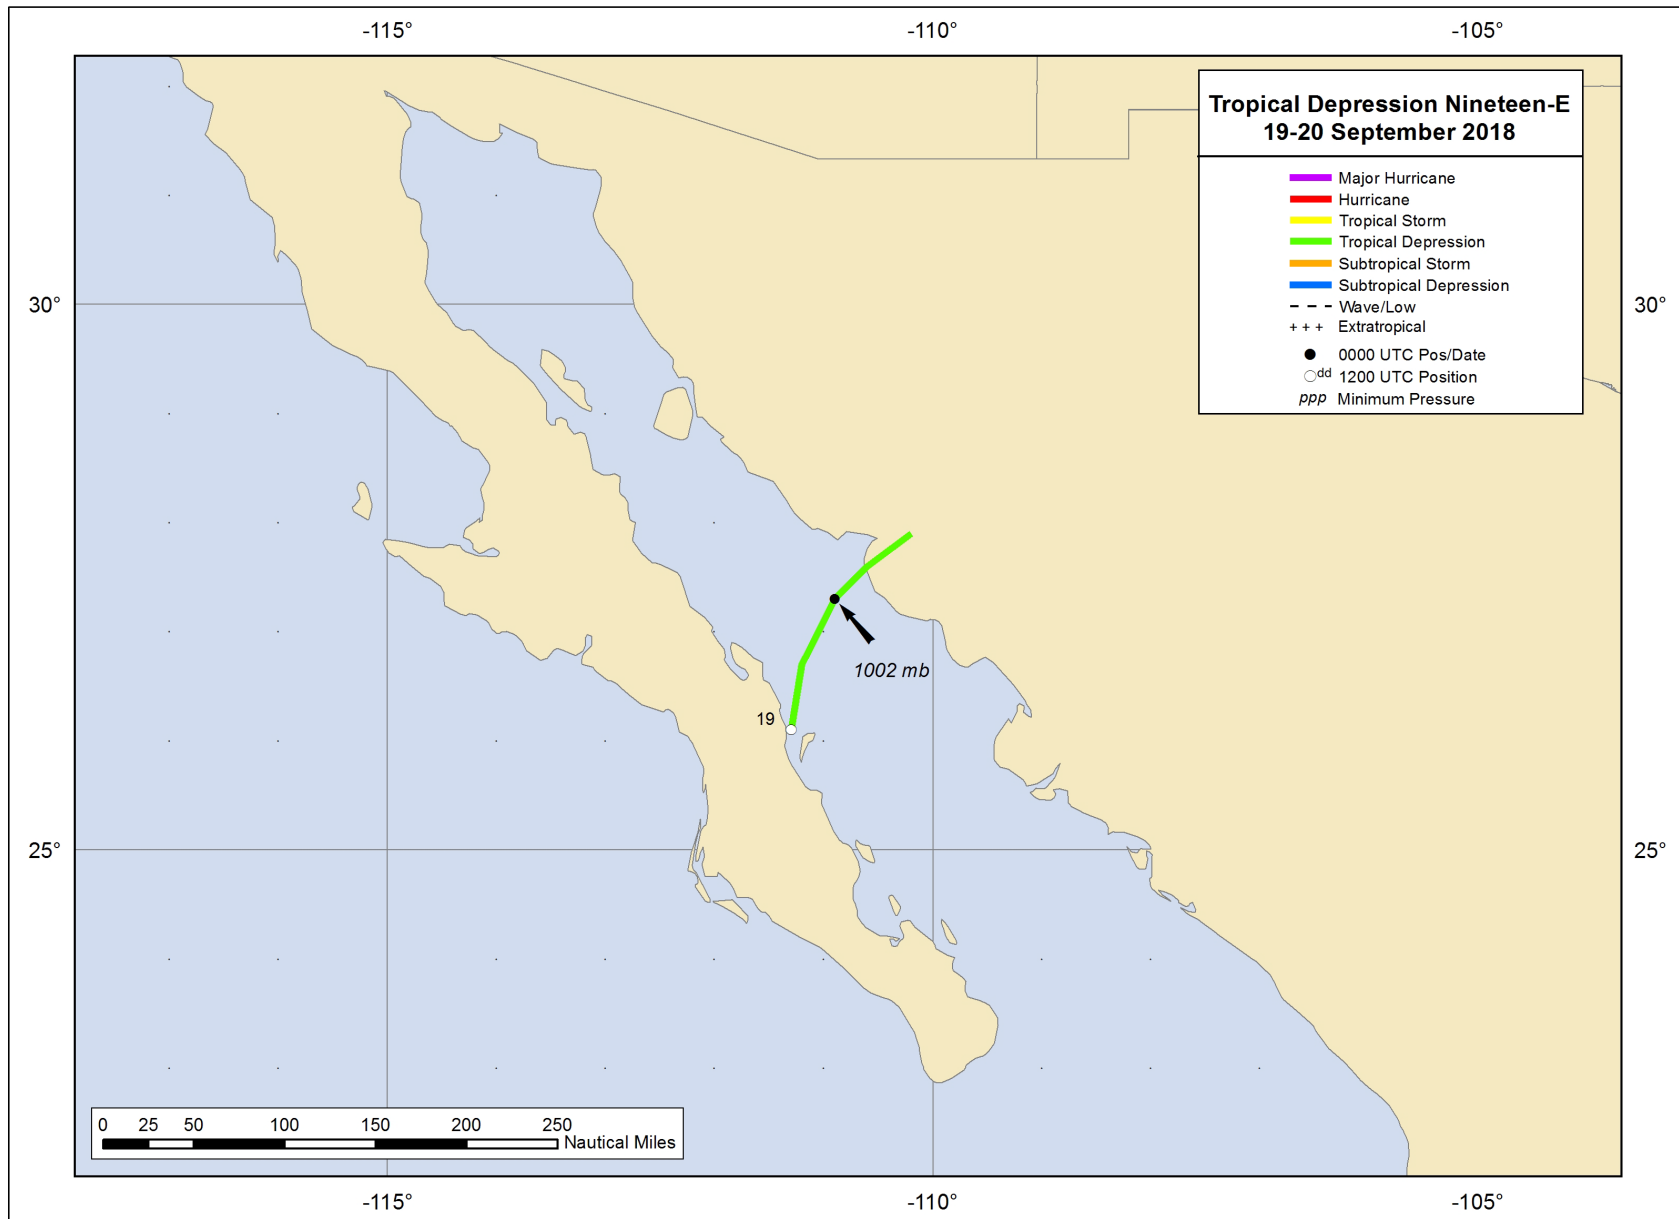 -115° -110° -105°
Tropical Depression Nineteen-E
19-20 September 2018
Major Hurricane
Hurricane
Tropical Storm
Tropical Depression
Subtropical Storm
Subtropical Depression
Wave/Low
+ + + Extratropical
0000 UTC Pos/Date
dd 1200 UTC Position
ppp Minimum Pressure
30° 30°
1002 mb
19
25° 25°
0 25 50 100 150 200 250
Nautical Miles
-115° -110° -105°